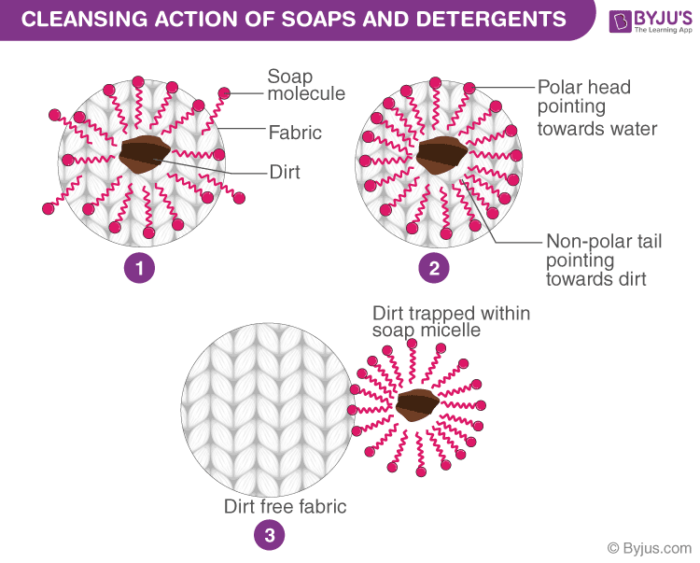 CLEANSING ACTION OF SOAPS AND DETERGENTS
BYJU'S
The Learning App
Soap
molecule
Fabric
Dirt
1
Polar head
pointing
towards water
Non-polar tail
pointing
towards dirt
2
Dirt trapped within
soap micelle
Dirt free fabric
3
© Byjus.com